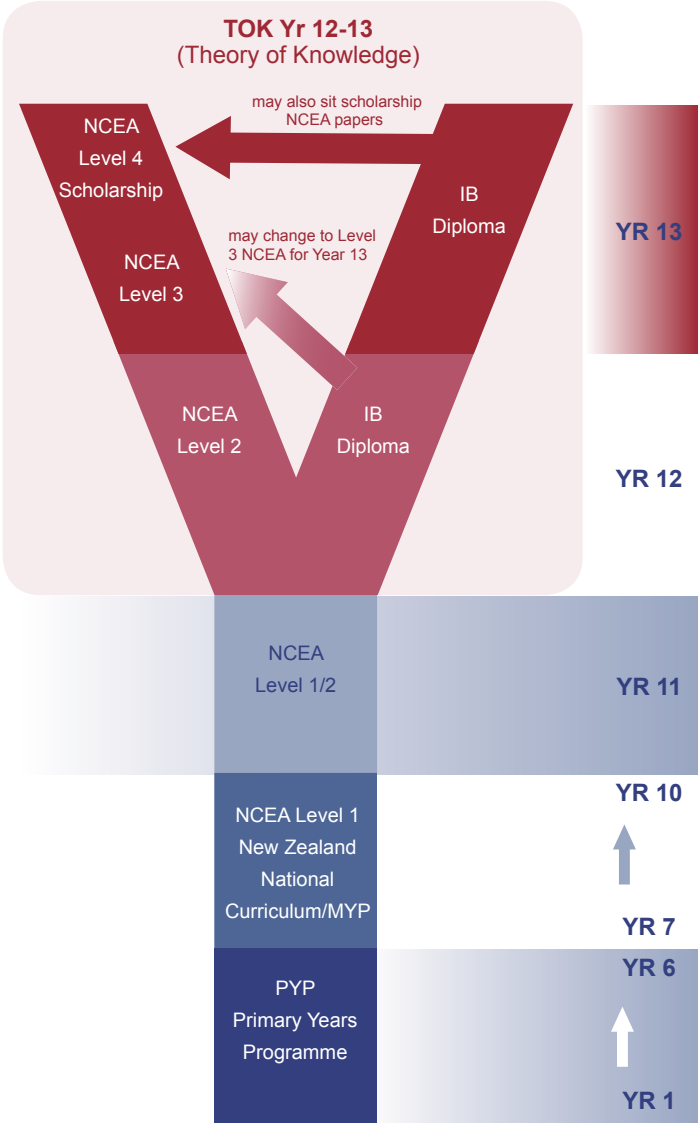 TOK Yr 12-13
(Theory of Knowledge)
may also sit scholarship
NCEA papers
NCEA
Level 4
Scholarship
IB
Diploma
YR 13
may change to Level
3 NCEA for Year 13
NCEA
Level 3
NCEA
Level 2
IB
Diploma
YR 12
NCEA
Level 1/2
YR 11
YR 10
NCEA Level 1
New Zealand
National
Curriculum/MYP
YR 7
YR 6
PYP
Primary Years
Programme
YR 1